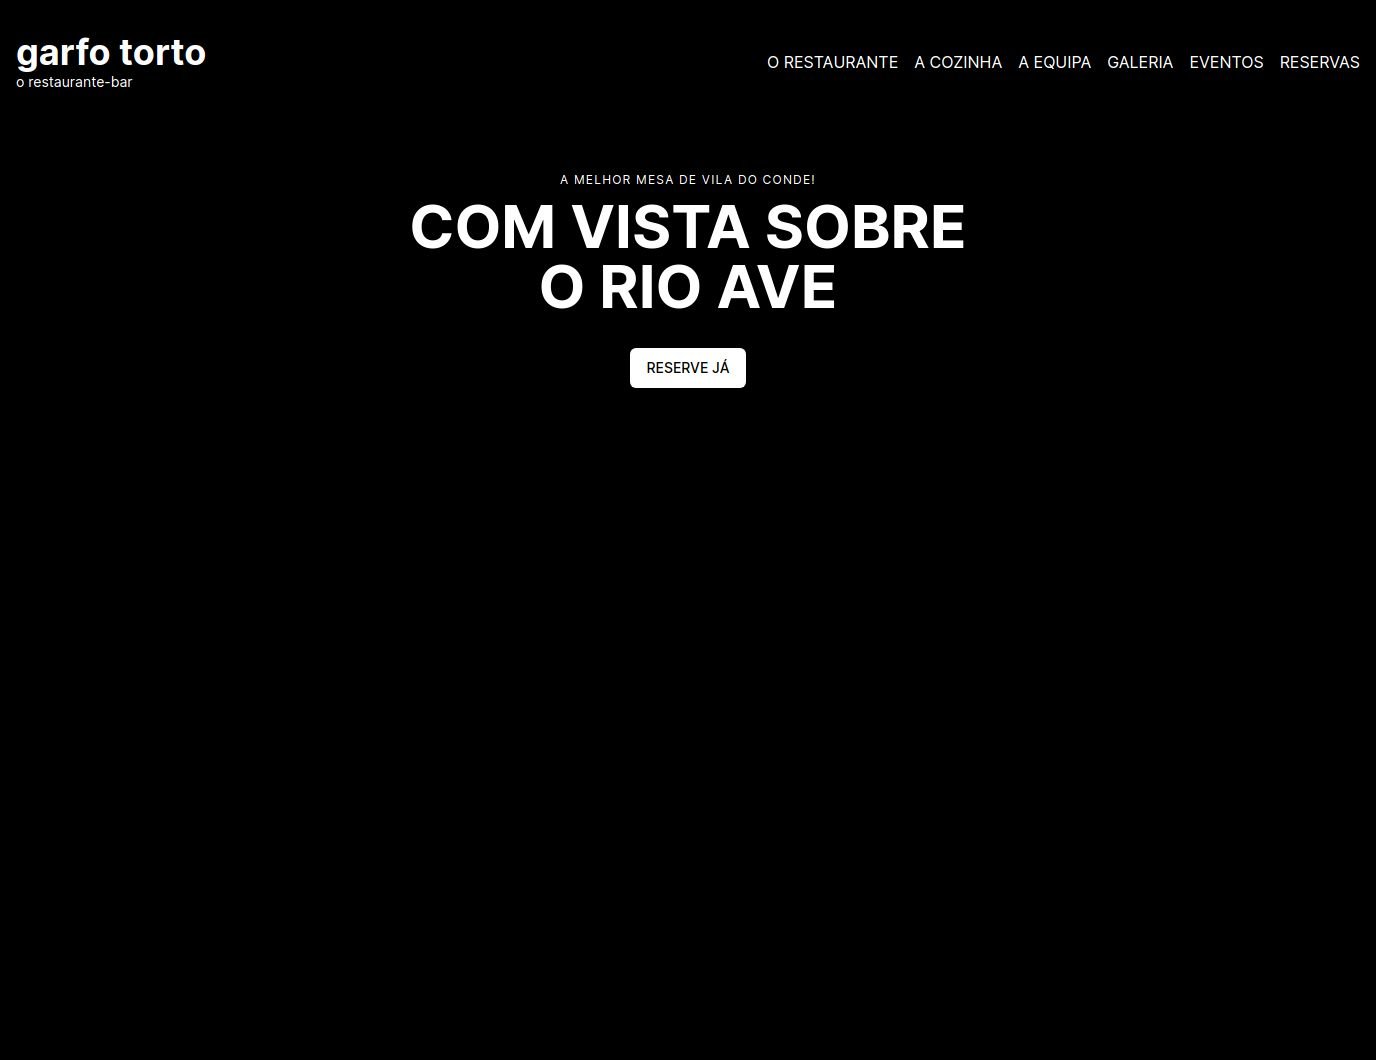 garfo torto
o restaurante-bar
O RESTAURANTE A COZINHA A EQUIPA GALERIA EVENTOS RESERVAS
A MELHOR MESA DE VILA DO CONDE!
COM VISTA SOBRE
O RIO AVE
RESERVE JÁ